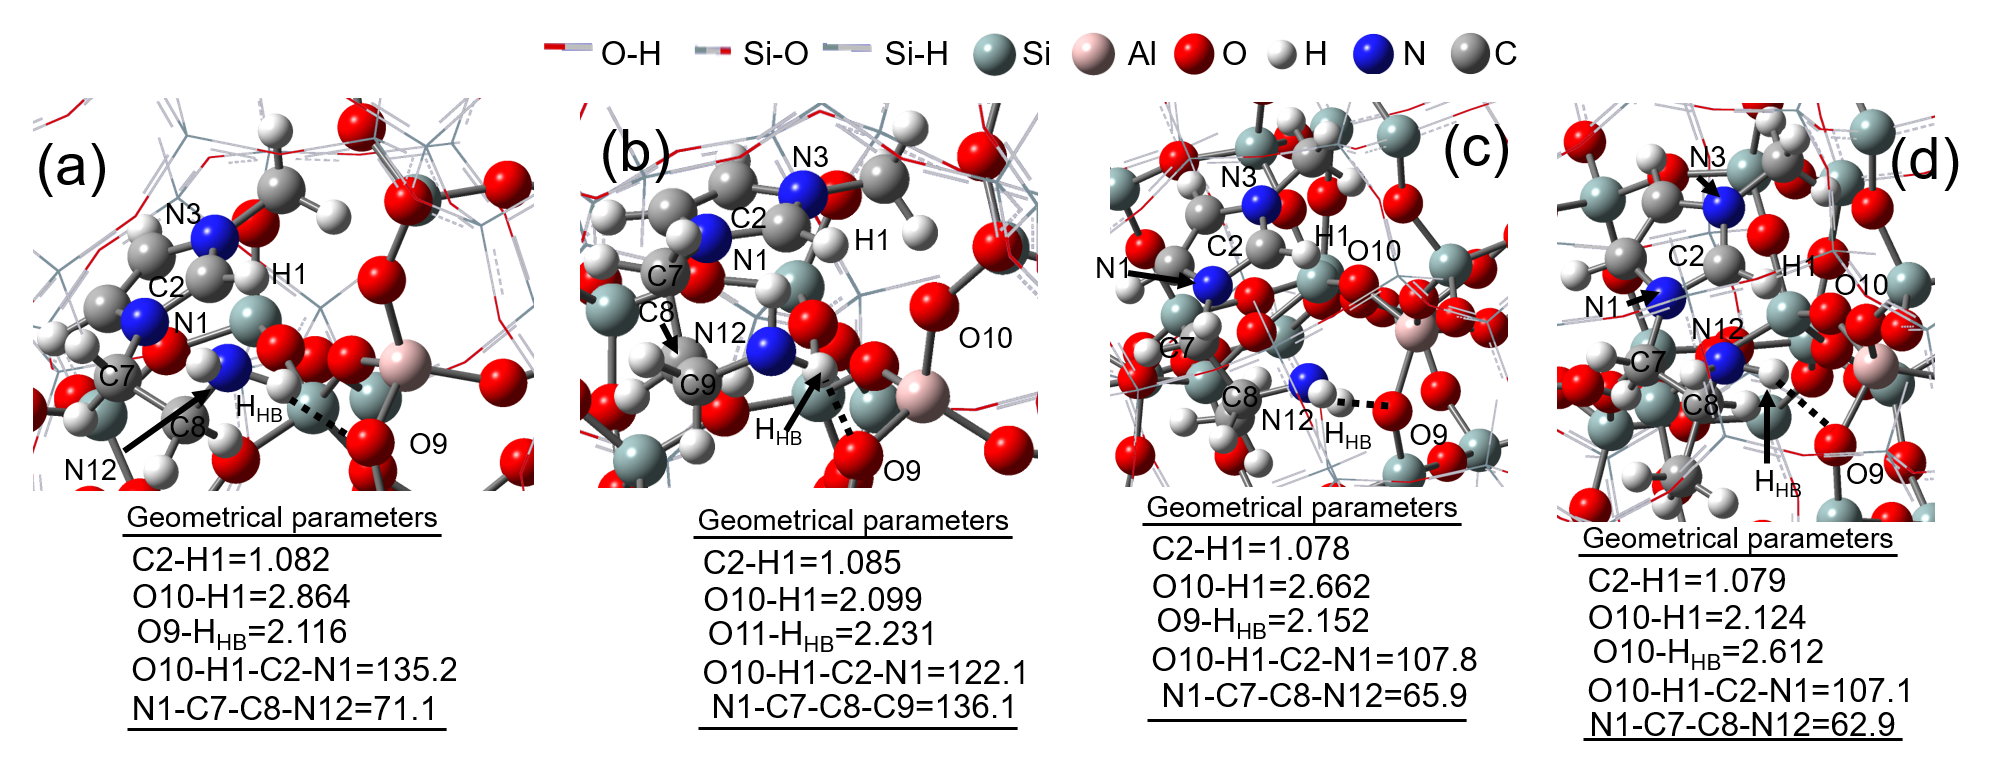 O-H Si-O Si-H Si Al O H N C
(a)
N3
C2
H1
N1
C7
HHB
C8
O9
N12
Geometrical parameters
C2-H1=1.082
O10-H1=2.864
O9-HHB=2.116
O10-H1-C2-N1=135.2
N1-C7-C8-N12=71.1
(b)
N3
C2
H1
N1
C7
C8
N12
O10
C9
HHB
O9
Geometrical parameters
C2-H1=1.085
O10-H1=2.099
O11-HHB=2.231
O10-H1-C2-N1=122.1
N1-C7-C8-C9=136.1
(c)
N3
C2
H1
O10
N1
C7
C8
N12
HHB
O9
Geometrical parameters
C2-H1=1.078
O10-H1=2.662
O9-HHB=2.152
O10-H1-C2-N1=107.8
N1-C7-C8-N12=65.9
(d)
N3
C2
H1
O10
N1
N12
C7
C8
O9
HHB
Geometrical parameters
C2-H1=1.079
O10-H1=2.124
O10-HHB=2.612
O10-H1-C2-N1=107.1
N1-C7-C8-N12=62.9